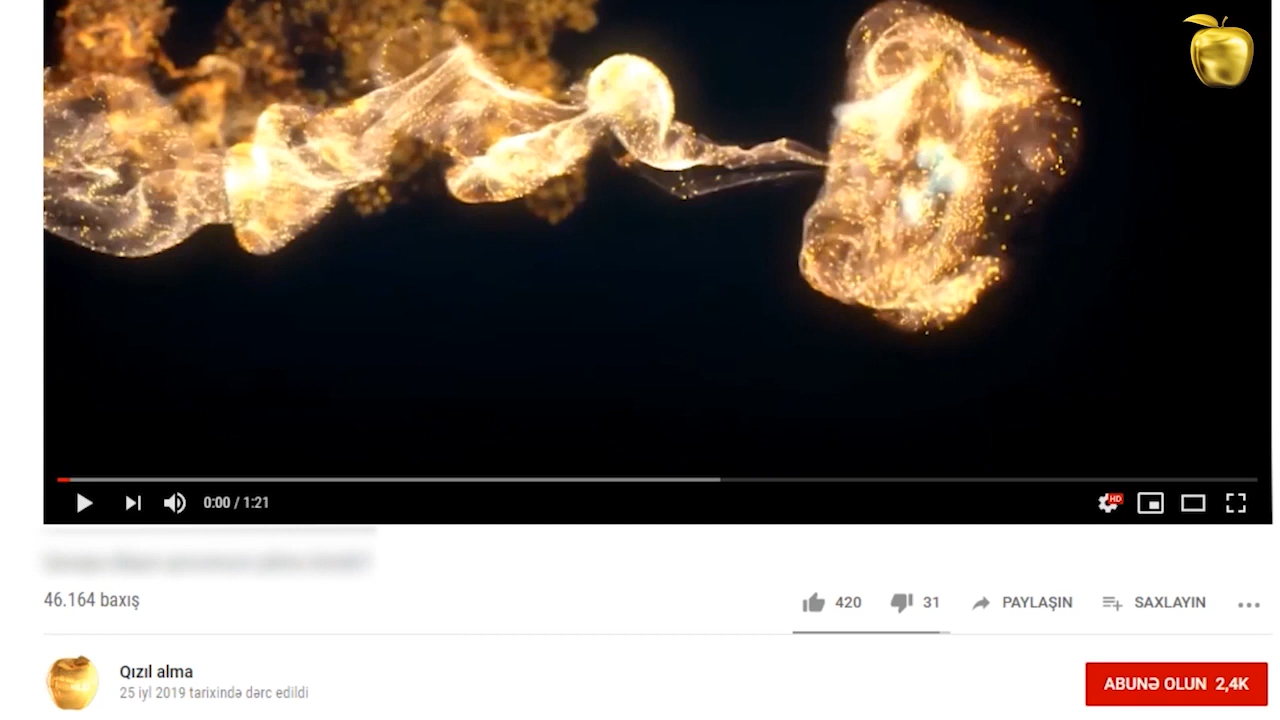 HD
0:00 / 1:21
46.164 baxış
420
31
PAYLAŞIN
SAXLAYIN
Qızıl alma
25 iyl 2019 tarixində dərc edildi
ABUNƏ OLUN 2,4K